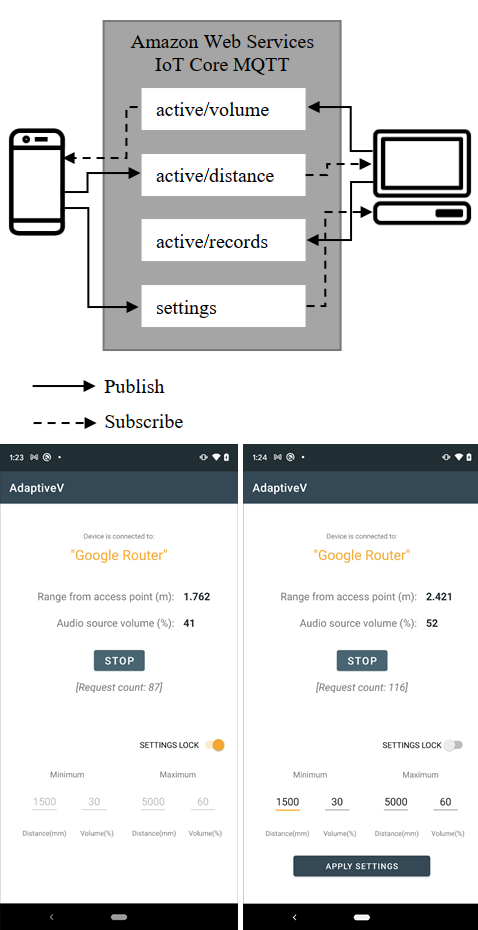 Amazon Web Services
IoT Core MQTT
active/volume
active/distance
active/records
settings
Publish
Subscribe
1:23
AdaptiveV
Device is connected to:
"Google Router"
Range from access point (m): 1.762
Audio source volume (%): 41
STOP
[Request count: 87]
SETTINGS LOCK
Minimum Maximum
1500 30 5000 60
Distance(mm) Volume(%) Distance(mm) Volume(%)
1:24
AdaptiveV
Device is connected to:
"Google Router"
Range from access point (m): 2.421
Audio source volume (%): 52
STOP
[Request count: 116]
SETTINGS LOCK
Minimum Maximum
1500 30 5000 60
Distance(mm) Volume(%) Distance(mm) Volume(%)
APPLY SETTINGS